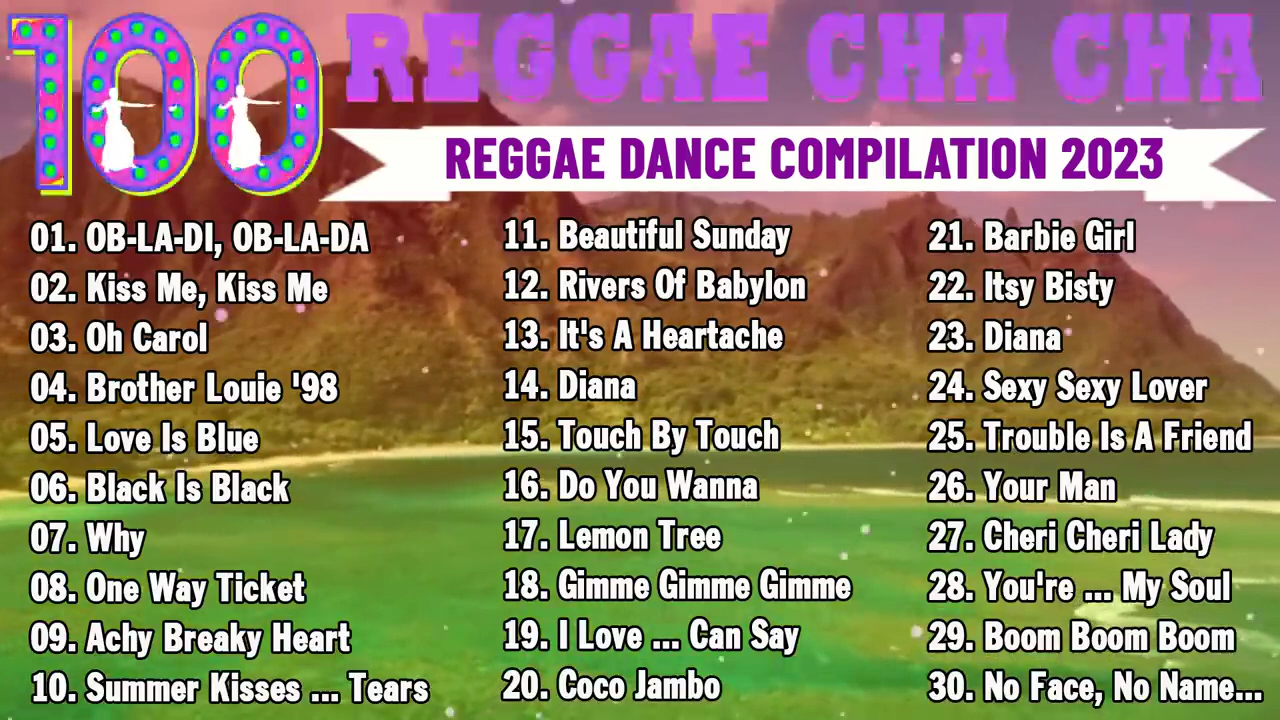 100 REGGAE CHA CHA
REGGAE DANCE COMPILATION 2023
01. OB-LA-DI, OB-LA-DA
02. Kiss Me, Kiss Me
03. Oh Carol
04. Brother Louie '98
05. Love Is Blue
06. Black Is Black
07. Why
08. One Way Ticket
09. Achy Breaky Heart
10. Summer Kisses ... Tears
11. Beautiful Sunday
12. Rivers Of Babylon
13. It's A Heartache
14. Diana
15. Touch By Touch
16. Do You Wanna
17. Lemon Tree
18. Gimme Gimme Gimme
19. I Love ... Can Say
20. Coco Jambo
21. Barbie Girl
22. Itsy Bisty
23. Diana
24. Sexy Sexy Lover
25. Trouble Is A Friend
26. Your Man
27. Cheri Cheri Lady
28. You're ... My Soul
29. Boom Boom Boom
30. No Face, No Name...